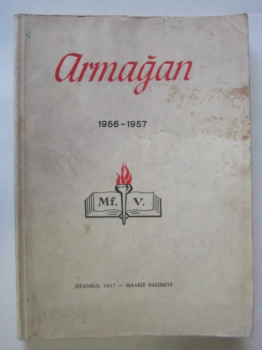 Armağan
1956-1957
Mf. V.
İSTANBUL 1957 — MAARİF BASIMEVİ